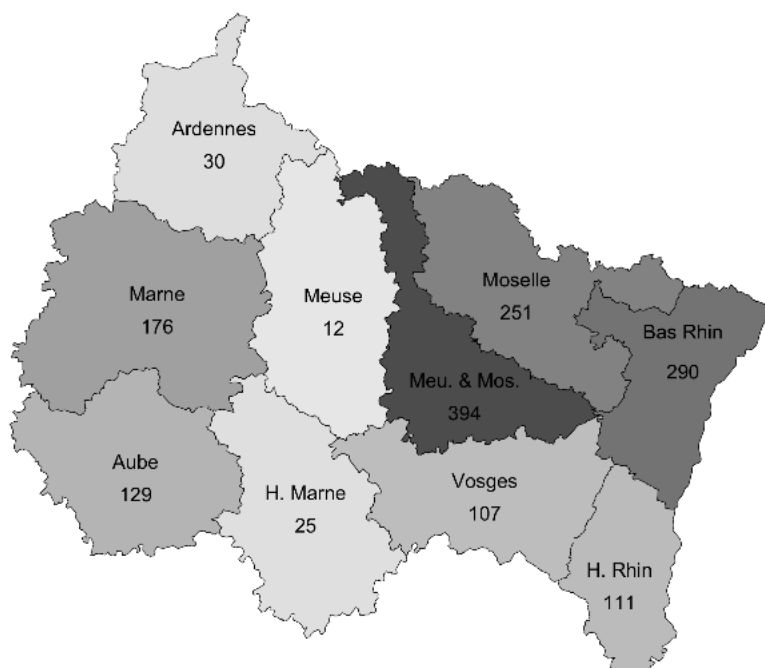 Ardennes
30
Marne
176
Meuse
12
Moselle
251
Bas Rhin
290
Meu. & Mos.
394
Aube
129
H. Marne
25
Vosges
107
H. Rhin
111